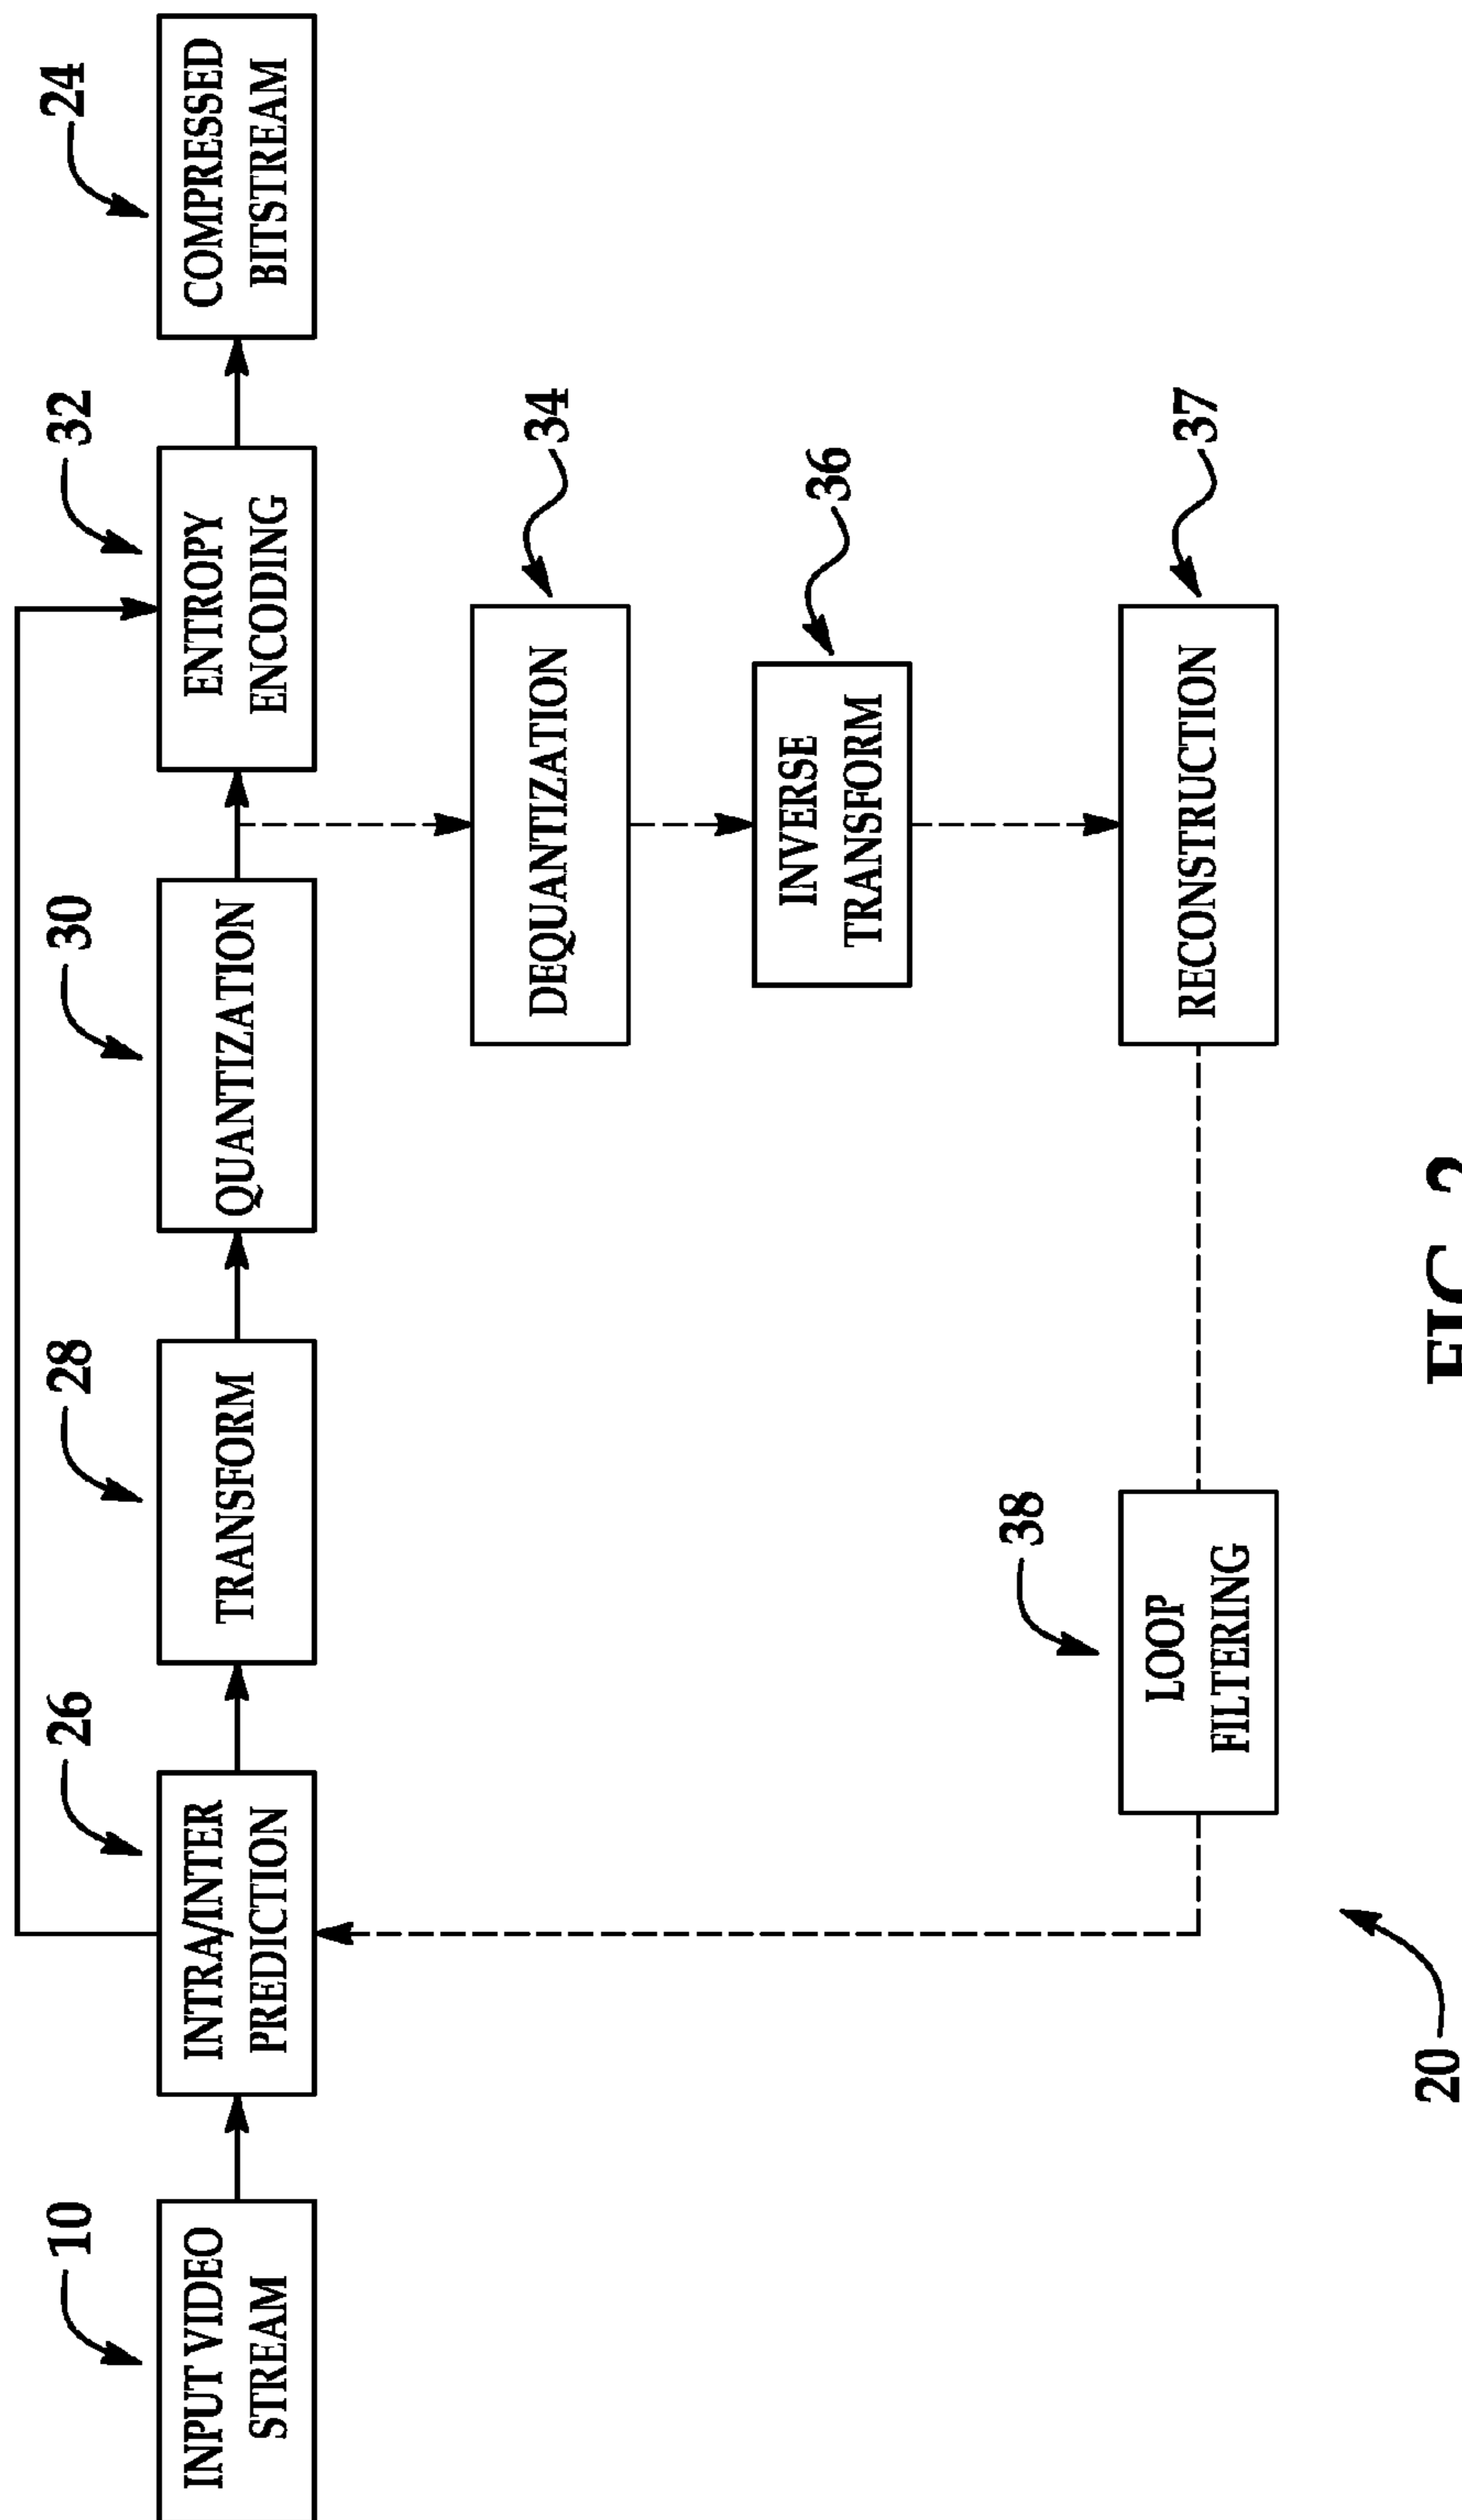 10
INPUT VIDEO
STREAM
26
INTRA/INTER
PREDICTION
28
TRANSFORM
30
QUANTIZATION
32
ENTROPY
ENCODING
24
COMPRESSED
BITSTREAM
34
DEQUANTIZATION
36
INVERSE
TRANSFORM
38
LOOP
FILTERING
37
RECONSTRUCTION
20